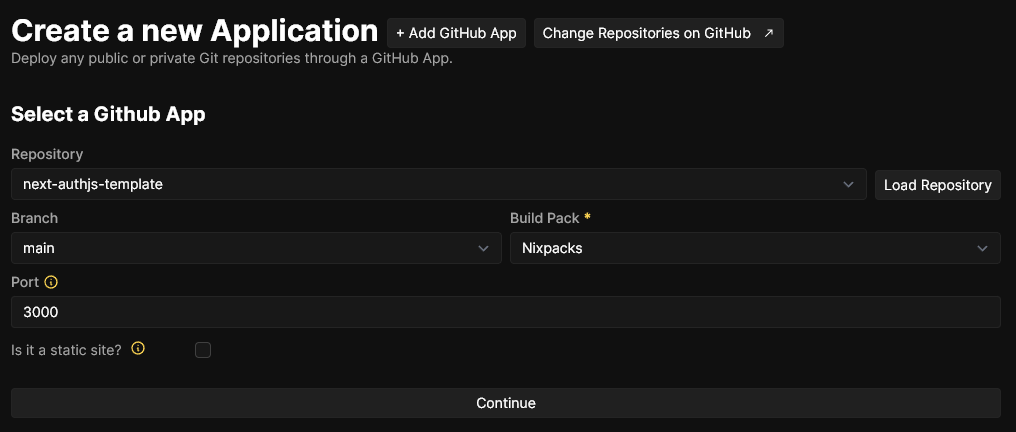 Create a new Application + Add GitHub App Change Repositories on GitHub ↗
Deploy any public or private Git repositories through a GitHub App.
Select a Github App
Repository
next-authjs-template Load Repository
Branch Build Pack *
main Nixpacks
Port
3000
Is it a static site?
Continue